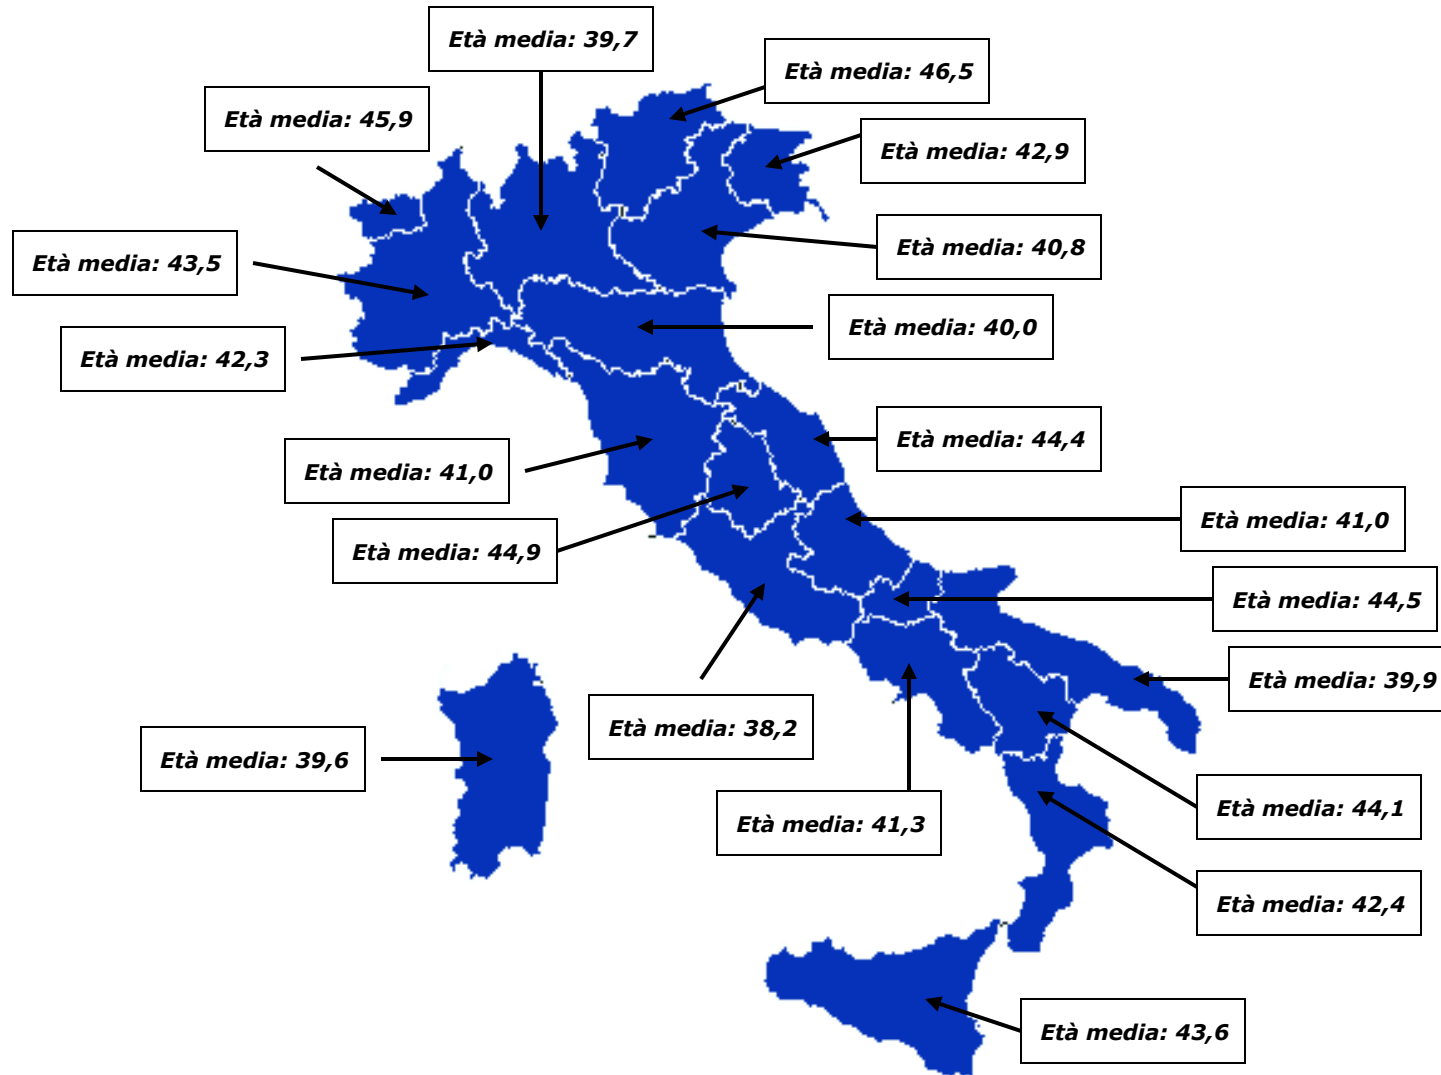 Età media: 39,7
Età media: 46,5
Età media: 45,9
Età media: 42,9
Età media: 40,8
Età media: 43,5
Età media: 40,0
Età media: 42,3
Età media: 44,4
Età media: 41,0
Età media: 41,0
Età media: 44,9
Età media: 44,5
Età media: 39,9
Età media: 38,2
Età media: 39,6
Età media: 44,1
Età media: 41,3
Età media: 42,4
Età media: 43,6